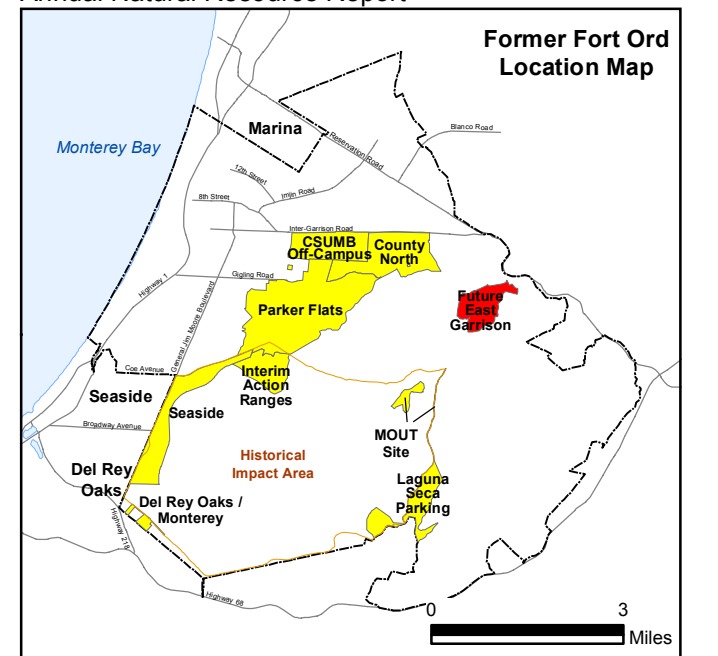 Annual Natural Resource Report
Former Fort Ord
Location Map
Marina
Blanco Road
Reservation Road
Monterey Bay
12th Street
Imjin Road
8th Street
Inter-Garrison Road
CSUMB
Off-Campus
County
North
Gigling Road
Highway 1
General Jim Moore Boulevard
Parker Flats
Future
East
Garrison
Coe Avenue
Interim
Action
Ranges
Seaside
Seaside
Broadway Avenue
MOUT
Site
Historical
Impact Area
Del Rey
Oaks
Laguna
Seca
Parking
Del Rey Oaks /
Monterey
Highway 218
Highway 68
0 3
Miles